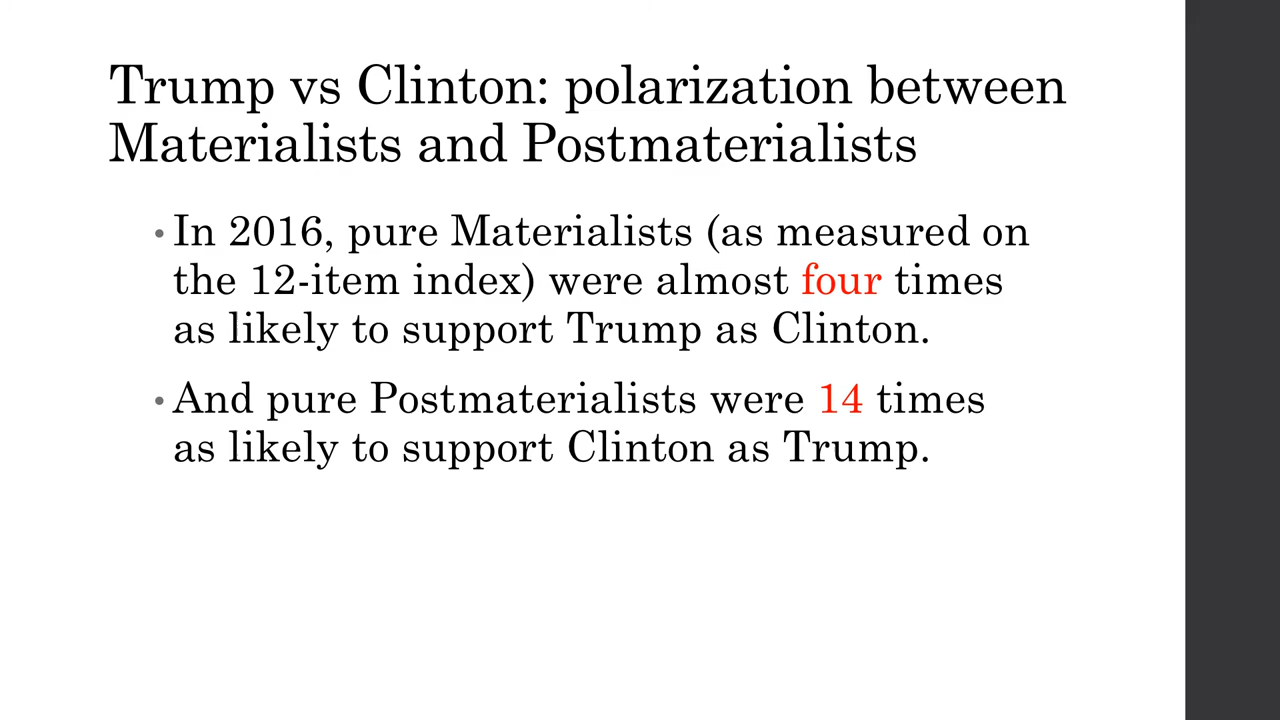 Trump vs Clinton: polarization between
Materialists and Postmaterialists
• In 2016, pure Materialists (as measured on
the 12-item index) were almost four times
as likely to support Trump as Clinton.
• And pure Postmaterialists were 14 times
as likely to support Clinton as Trump.